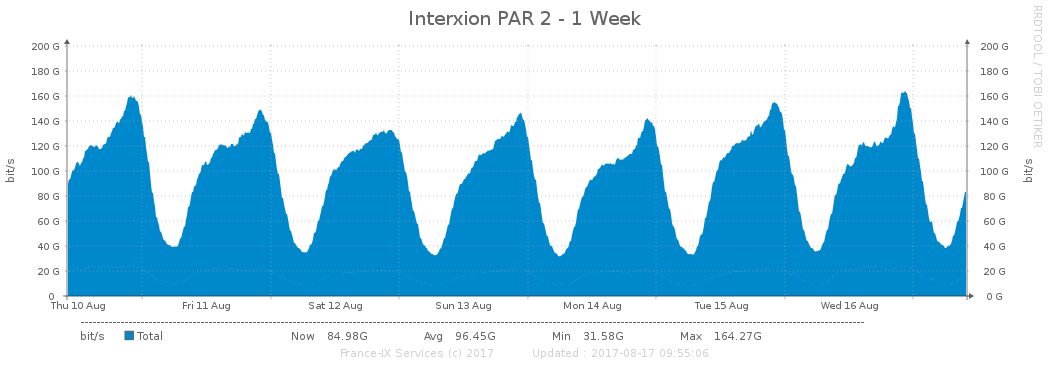 Interxion PAR 2 - 1 Week
RRDTOOL / TOBI OETIKER
200 G 200 G
180 G 180 G
160 G 160 G
140 G 140 G
120 G 120 G
100 G 100 G
80 G 80 G
60 G 60 G
40 G 40 G
20 G 20 G
0 0 G
bit/s
bit/s
Thu 10 Aug Fri 11 Aug Sat 12 Aug Sun 13 Aug Mon 14 Aug Tue 15 Aug Wed 16 Aug
bit/s Total Now 84.98G Avg 96.45G Min 31.58G Max 164.27G
France-IX Services (c) 2017 Updated : 2017-08-17 09:55:06